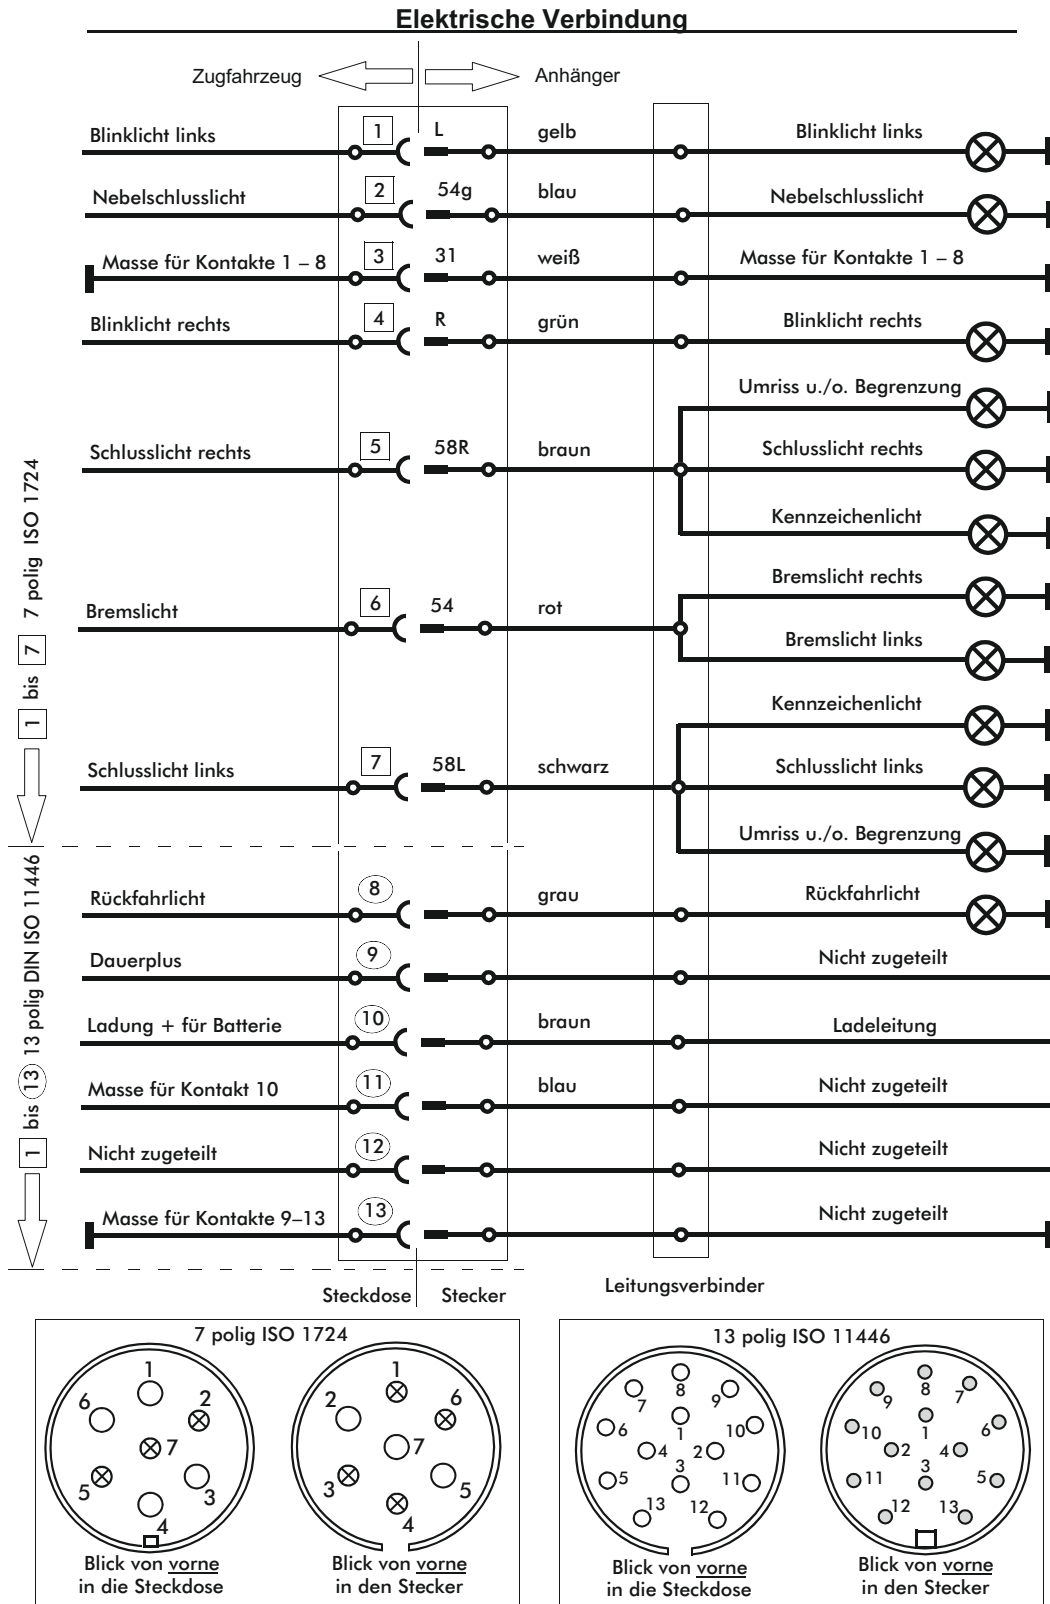 Elektrische Verbindung
Zugfahrzeug Anhänger
Blinklicht links 1 L gelb Blinklicht links
Nebelschlusslicht 2 54g blau Nebelschlusslicht
Masse für Kontakte 1 – 8 3 31 weiß Masse für Kontakte 1 – 8
Blinklicht rechts 4 R grün Blinklicht rechts
Umriss u./o. Begrenzung
Schlusslicht rechts 5 58R braun Schlusslicht rechts
Kennzeichenlicht
Bremslicht rechts
Bremslicht 6 54 rot
Bremslicht links
Kennzeichenlicht
Schlusslicht links 7 58L schwarz Schlusslicht links
Umriss u./o. Begrenzung
1 bis 7 7 polig ISO 1724
Rückfahrlicht 8 grau Rückfahrlicht
Dauerplus 9 Nicht zugeteilt
Ladung + für Batterie 10 braun Ladeleitung
Masse für Kontakt 10 11 blau Nicht zugeteilt
Nicht zugeteilt 12 Nicht zugeteilt
Masse für Kontakte 9–13 13 Nicht zugeteilt
1 bis 13 13 polig DIN ISO 11446
Steckdose Stecker Leitungsverbinder
7 polig ISO 1724
1
6 2
7
5 3
4
Blick von vorne
in die Steckdose
1
2 6
7
3 5
4
Blick von vorne
in den Stecker
13 polig ISO 11446
8
7 9
6 1 10
4 2
5 3 11
13 12
Blick von vorne
in die Steckdose
8
9 7
10 1 6
2 4
11 3 5
12 13
Blick von vorne
in den Stecker